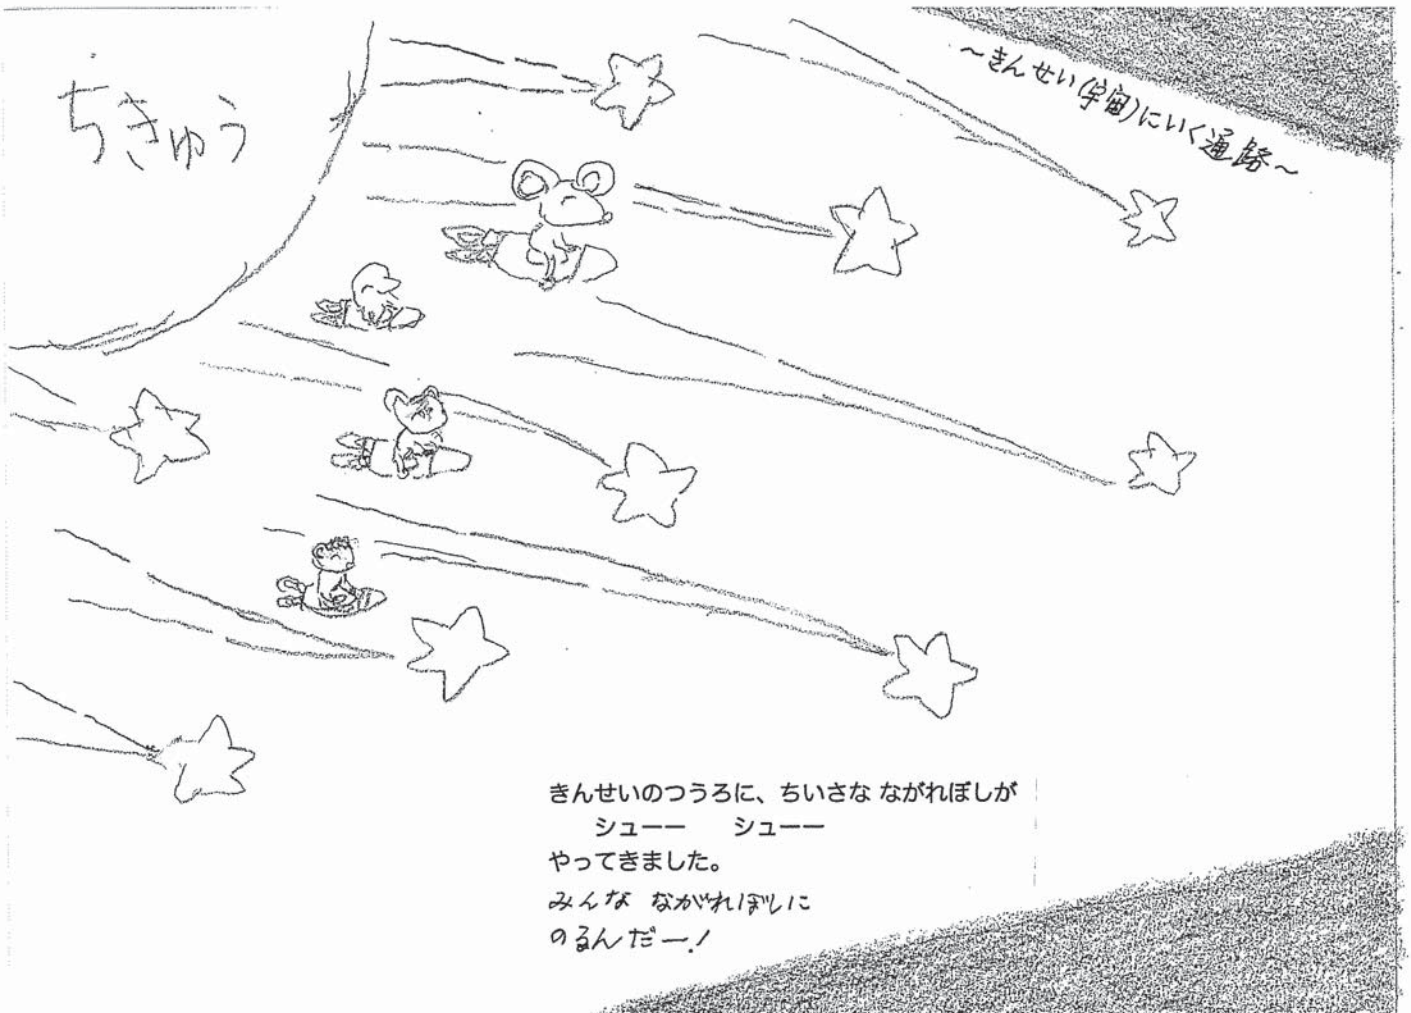 ちきゅう
～きんせい(宇宙)にいく通路～
きんせいのつうろに、ちいさな ながれぼしが
シューー　シューー
やってきました。
みんな ながれぼしに
のるんだー！